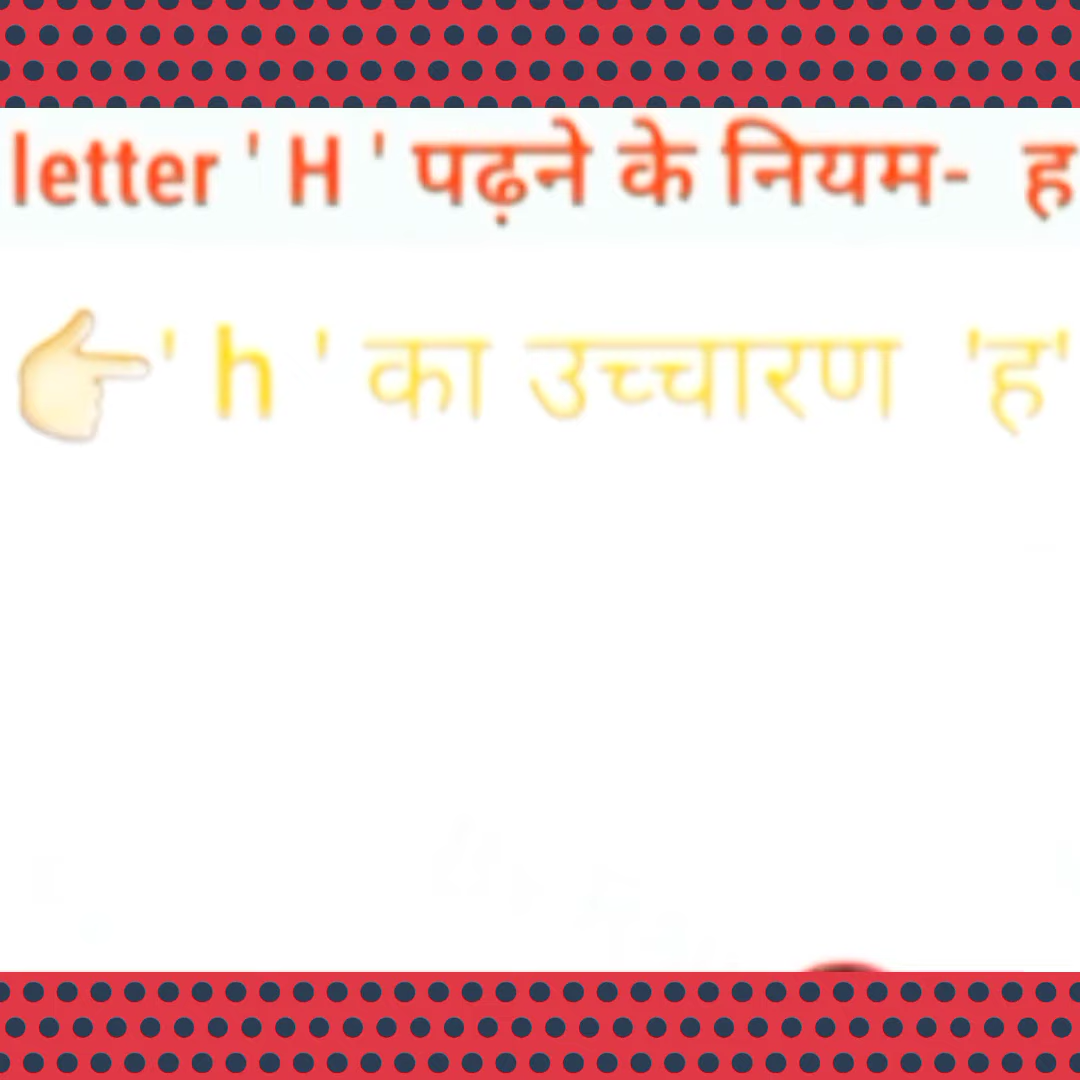 letter ' H ' पढ़ने के नियम- ह
' h ' का उच्चारण 'ह'